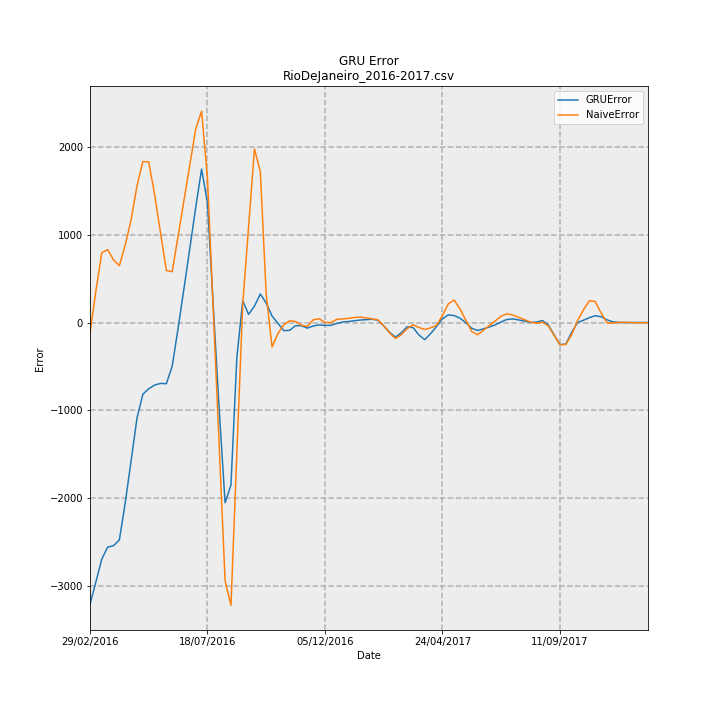 GRU Error
RioDeJaneiro_2016-2017.csv
GRUError
NaiveError
2000
1000
0
−1000
−2000
−3000
Error
29/02/2016
18/07/2016
05/12/2016
24/04/2017
11/09/2017
Date